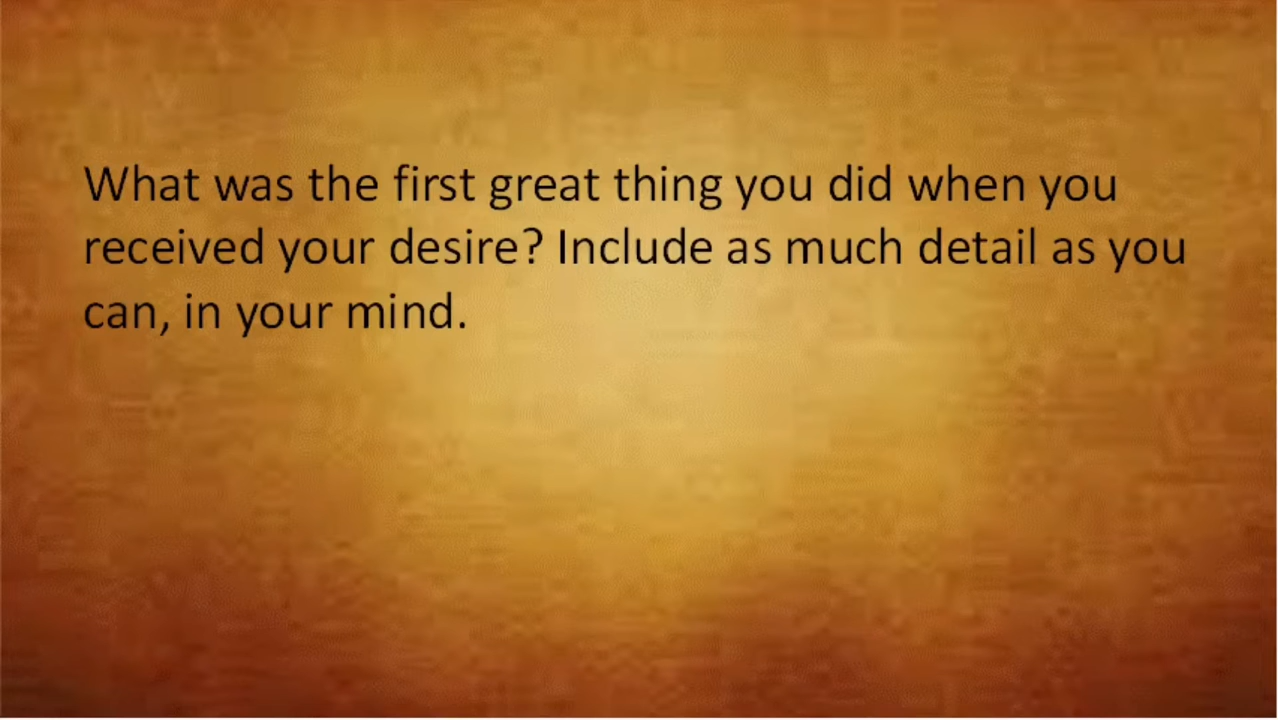 What was the first great thing you did when you
received your desire? Include as much detail as you
can, in your mind.